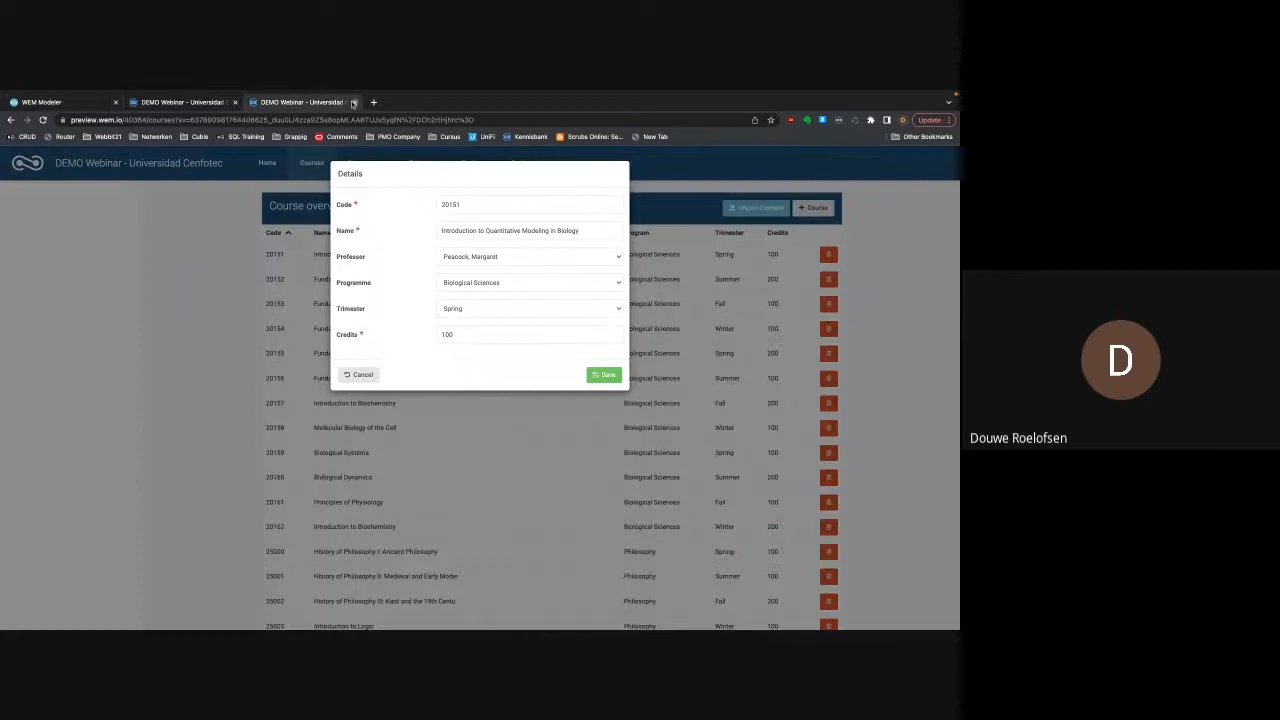 WEM Modeler
DEMO Webinar - Universidad
DEMO Webinar - Universidad
Update
CRUD Router Webbit21 Netwerken Cuble SQL Training Grappig Comments PMO Company Cursus UniFi Kennisbank Scrubs Online: Se... New Tab Other Bookmarks
DEMO Webinar - Universidad Cenfotec Home Courses
Details
Course over
Course
Code Trimester Credits
Code * 20151
Name * Introduction to Quantitative Modeling in Biology
Professor Peacock, Margaret
Programme Biological Sciences
Trimester Spring
Credits * 100
Cancel Save
20151 Spring 100
20152 Summer 200
20153 Fall 100
20154 Winter 100
20155 Spring 200
20156 Summer 100
20157 Introduction to Biochemistry Biological Sciences Fall 200
20158 Molecular Biology of the Cell Biological Sciences Winter 100
20159 Biological Systems Biological Sciences Spring 100
20160 Biological Dynamics Biological Sciences Summer 200
20161 Principles of Physiology Biological Sciences Fall 100
20162 Introduction to Biochemistry Biological Sciences Winter 200
25000 History of Philosophy I: Ancient Philosophy Philosophy Spring 100
25001 History of Philosophy II: Medieval and Early Moder Philosophy Summer 100
25002 History of Philosophy III: Kant and the 19th Centu Philosophy Fall 200
25003 Introduction to Logic Philosophy Winter 100
D
Douwe Roelofsen